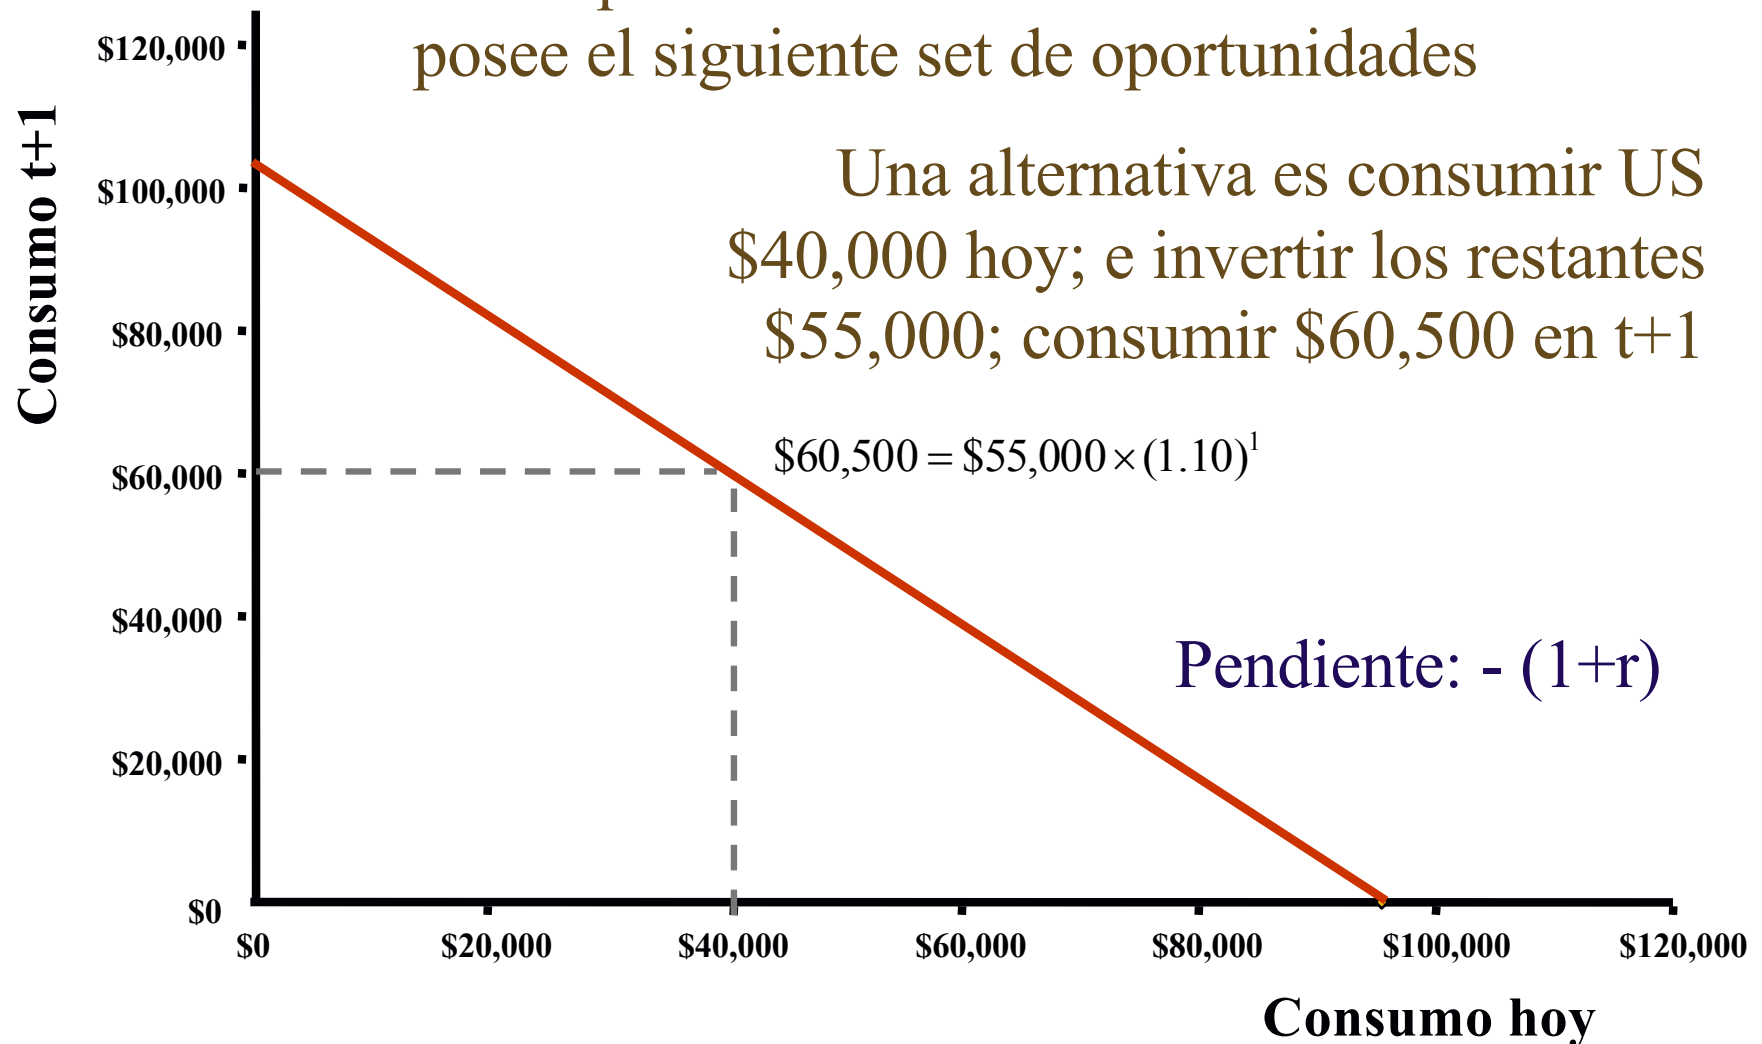 posee el siguiente set de oportunidades
Una alternativa es consumir US
$40,000 hoy; e invertir los restantes
$55,000; consumir $60,500 en t+1
$60,500 = $55,000 × (1.10)¹
Pendiente: - (1+r)
Consumo t+1
$120,000
$100,000
$80,000
$60,000
$40,000
$20,000
$0
$0 $20,000 $40,000 $60,000 $80,000 $100,000 $120,000
Consumo hoy